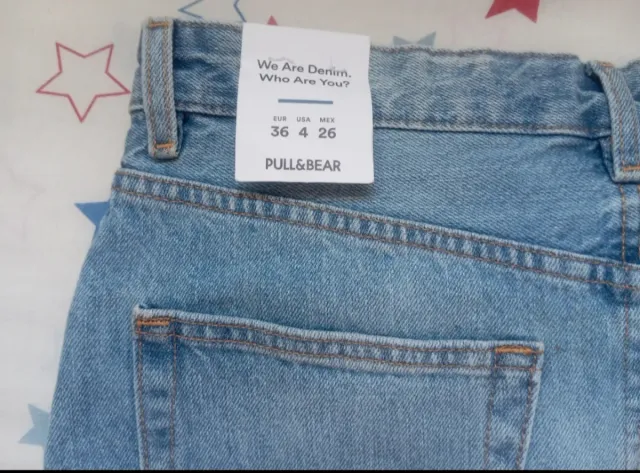 We Are Denim.
Who Are You?
EUR USA MEX
36 4 26
PULL&BEAR